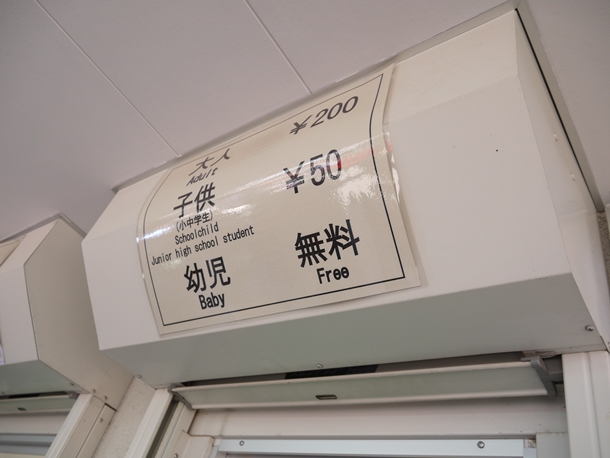 大人 ¥200
Adult
子供 ¥50
(小中学生)
Schoolchild
Junior high school student
幼児 無料
Baby Free